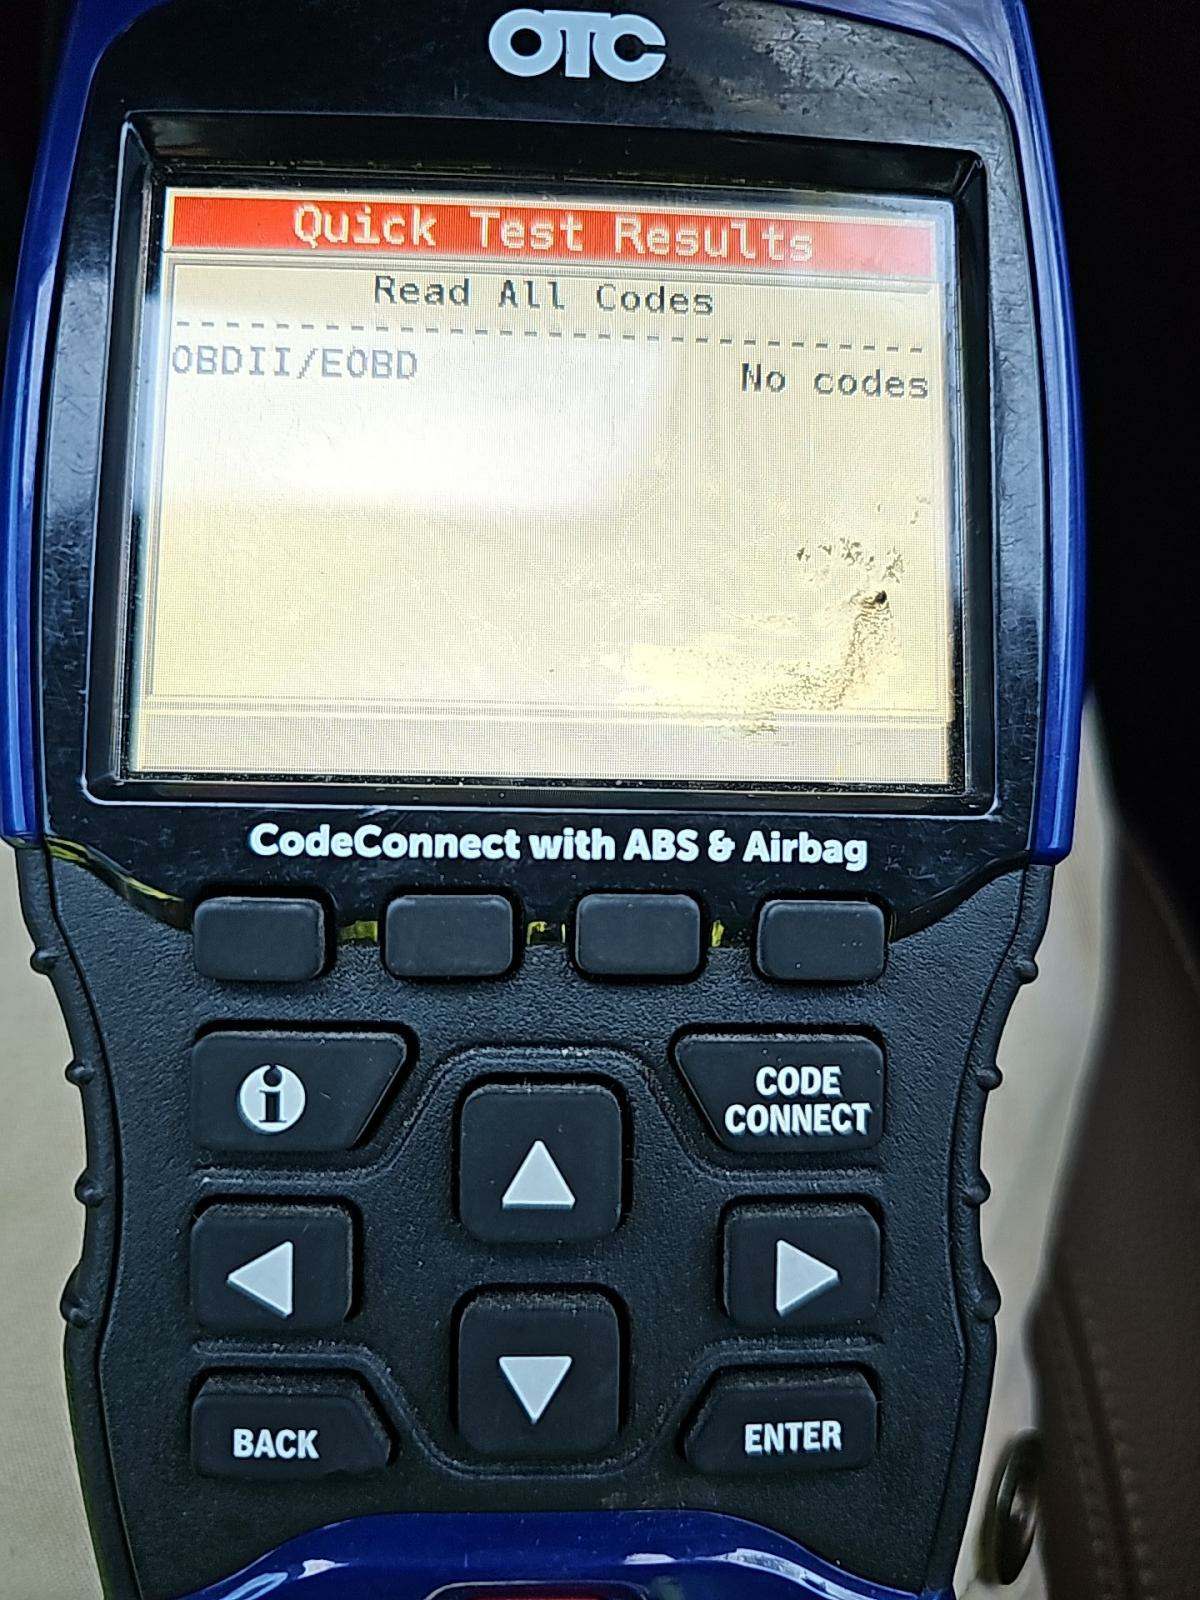 OTC
Quick Test Results
Read All Codes
OBDII/EOBD No codes
CodeConnect with ABS & Airbag
i
CODE
CONNECT
BACK
ENTER